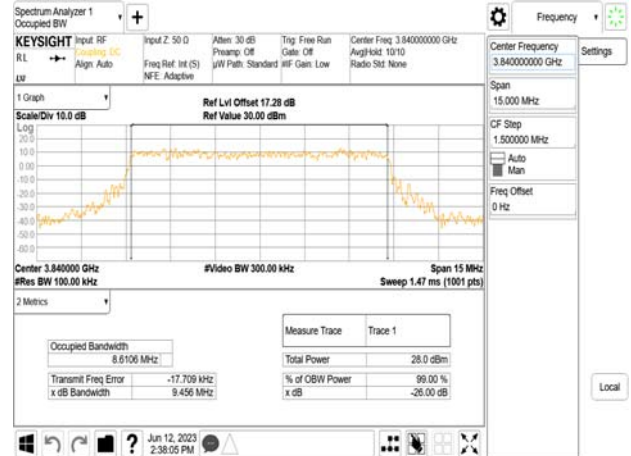 Spectrum Analyzer 1
Occupied BW
Frequency
KEYSIGHT
Input: RF
Coupling: DC
Align: Auto
Input Z: 50 Ω
Freq Ref: Int (S)
NFE: Adaptive
Atten: 30 dB
Preamp: Off
µW Path: Standard
Trig: Free Run
Gate: Off
#IF Gain: Low
Center Freq: 3.840000000 GHz
Avg|Hold: 10/10
Radio Std: None
RL
LV
Center Frequency
3.840000000 GHz
Settings
Span
15.000 MHz
CF Step
1.500000 MHz
Auto
Man
Freq Offset
0 Hz
1 Graph
Scale/Div 10.0 dB
Ref Lvl Offset 17.28 dB
Ref Value 30.00 dBm
Log
20.0
10.0
0.00
-10.0
-20.0
-30.0
-40.0
-50.0
-60.0
Center 3.840000 GHz
#Video BW 300.00 kHz
Span 15 MHz
#Res BW 100.00 kHz
Sweep 1.47 ms (1001 pts)
2 Metrics
Measure Trace
Trace 1
Occupied Bandwidth
8.6106 MHz
Total Power
28.0 dBm
Transmit Freq Error
-17.709 kHz
% of OBW Power
99.00 %
x dB Bandwidth
9.456 MHz
x dB
-26.00 dB
Local
?
Jun 12, 2023
2:38:05 PM